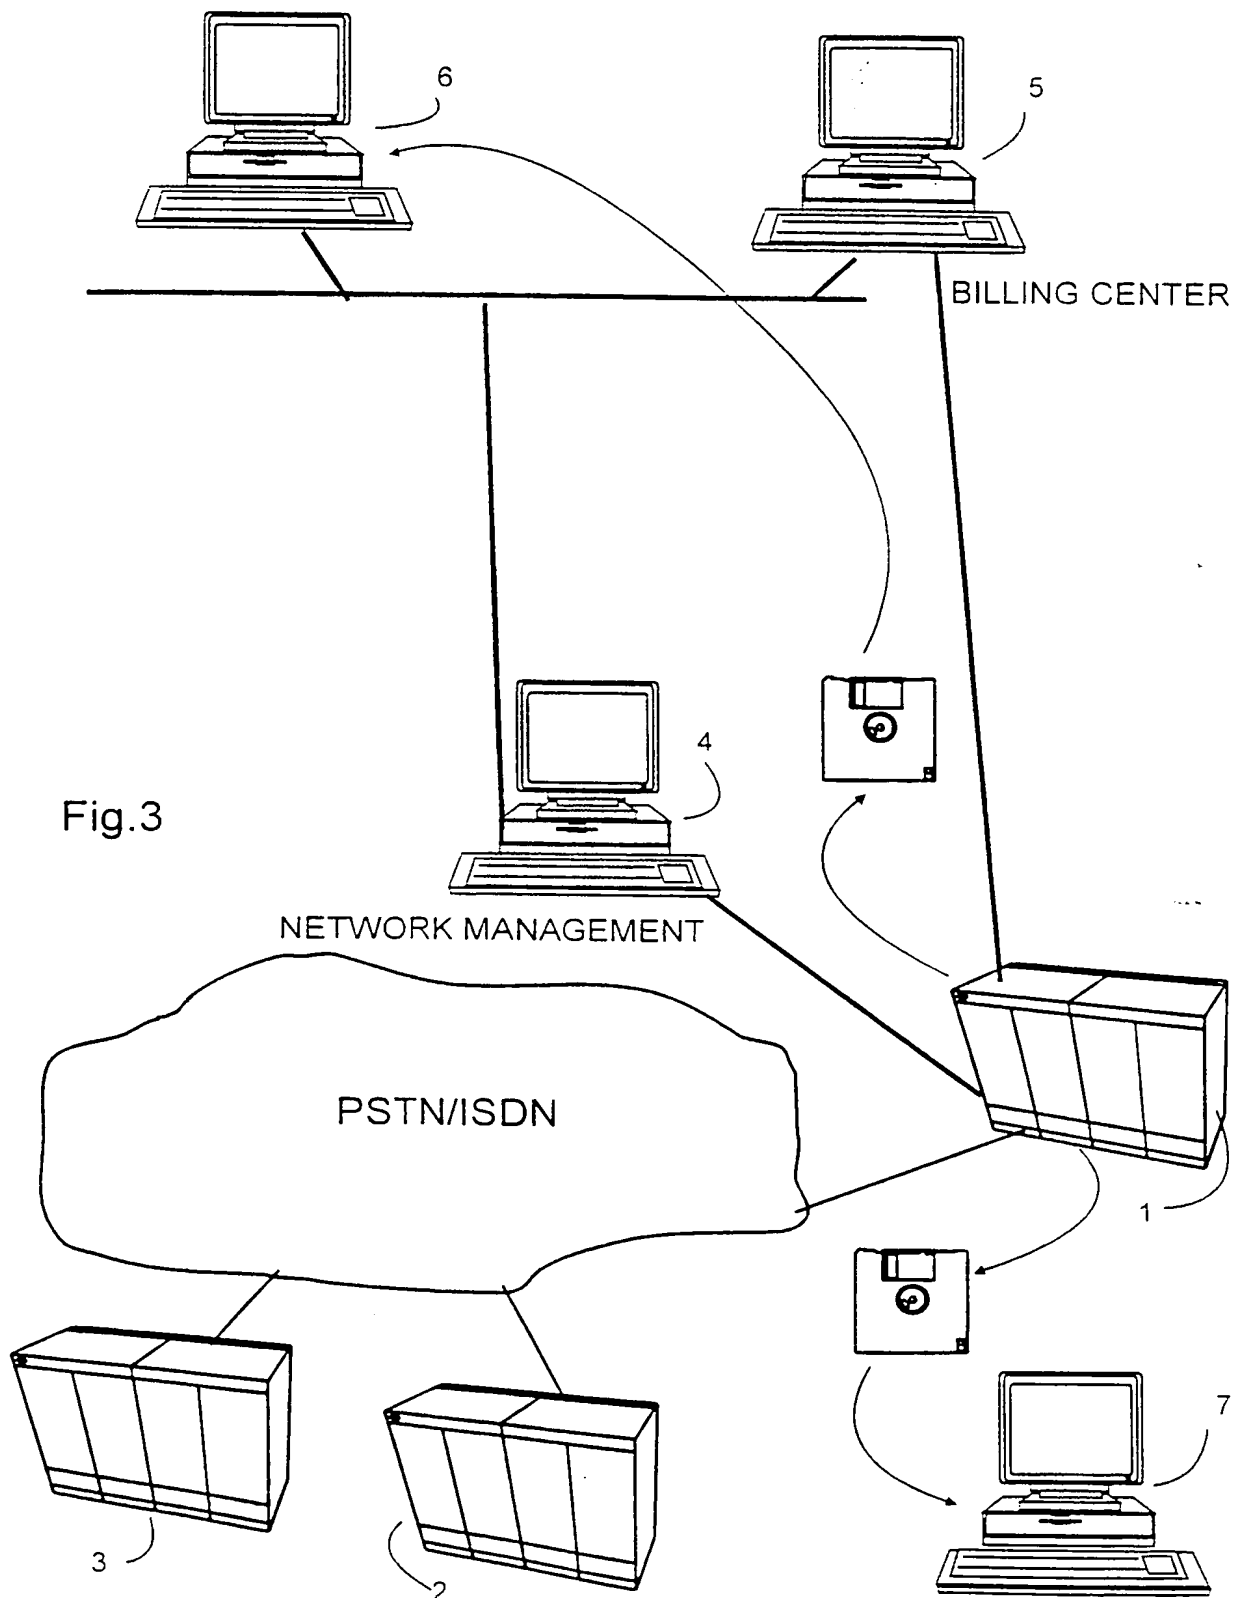 6
5
BILLING CENTER
4
Fig.3
NETWORK MANAGEMENT
PSTN/ISDN
1
7
3
2